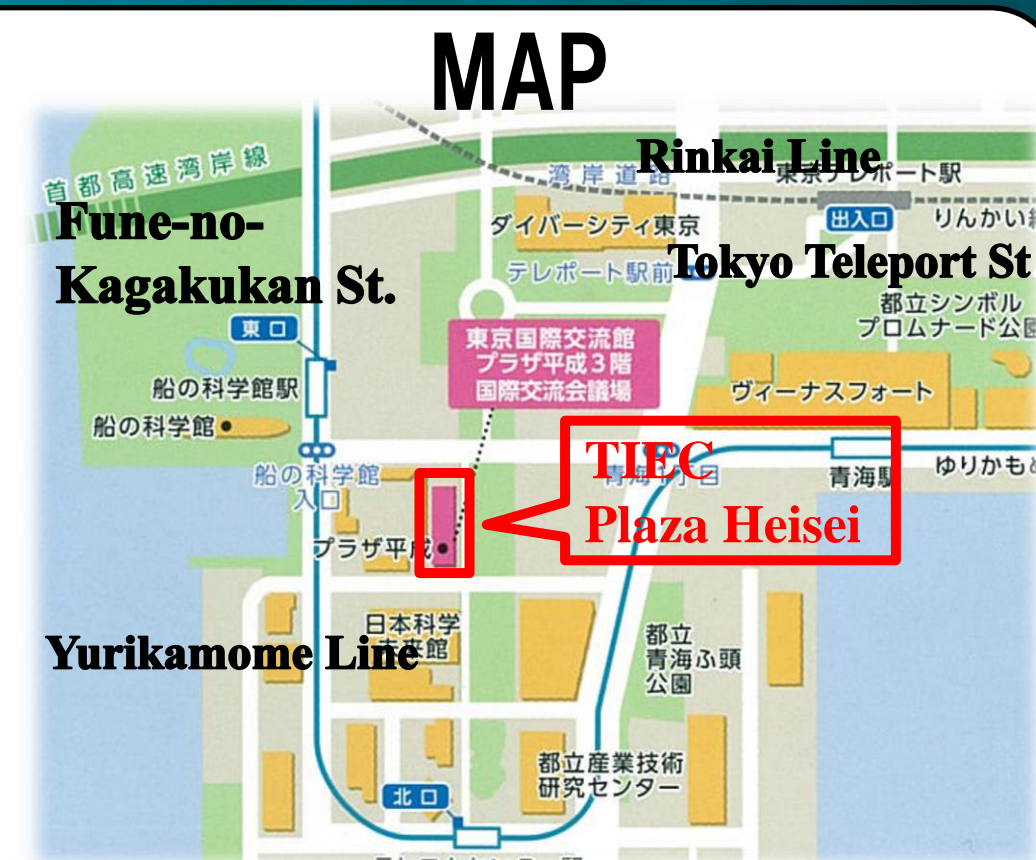 MAP
首都高速湾岸線
Rinkai Line
湾岸道路
東京テレポート駅
Fune-no-
Kagakukan St.
ダイバーシティ東京
出入口
りんかい
テレポート駅前
Tokyo Teleport St
都立シンボル
プロムナード公園
東口
東京国際交流館
プラザ平成3階
国際交流会議場
船の科学館駅
ヴィーナスフォート
船の科学館
船の科学館
入口
TIEC
Plaza Heisei
青海1丁目
青海駅
ゆりかも
プラザ平成
日本科学
未来館
Yurikamome Line
都立
青海ふ頭
公園
都立産業技術
研究センター
北口